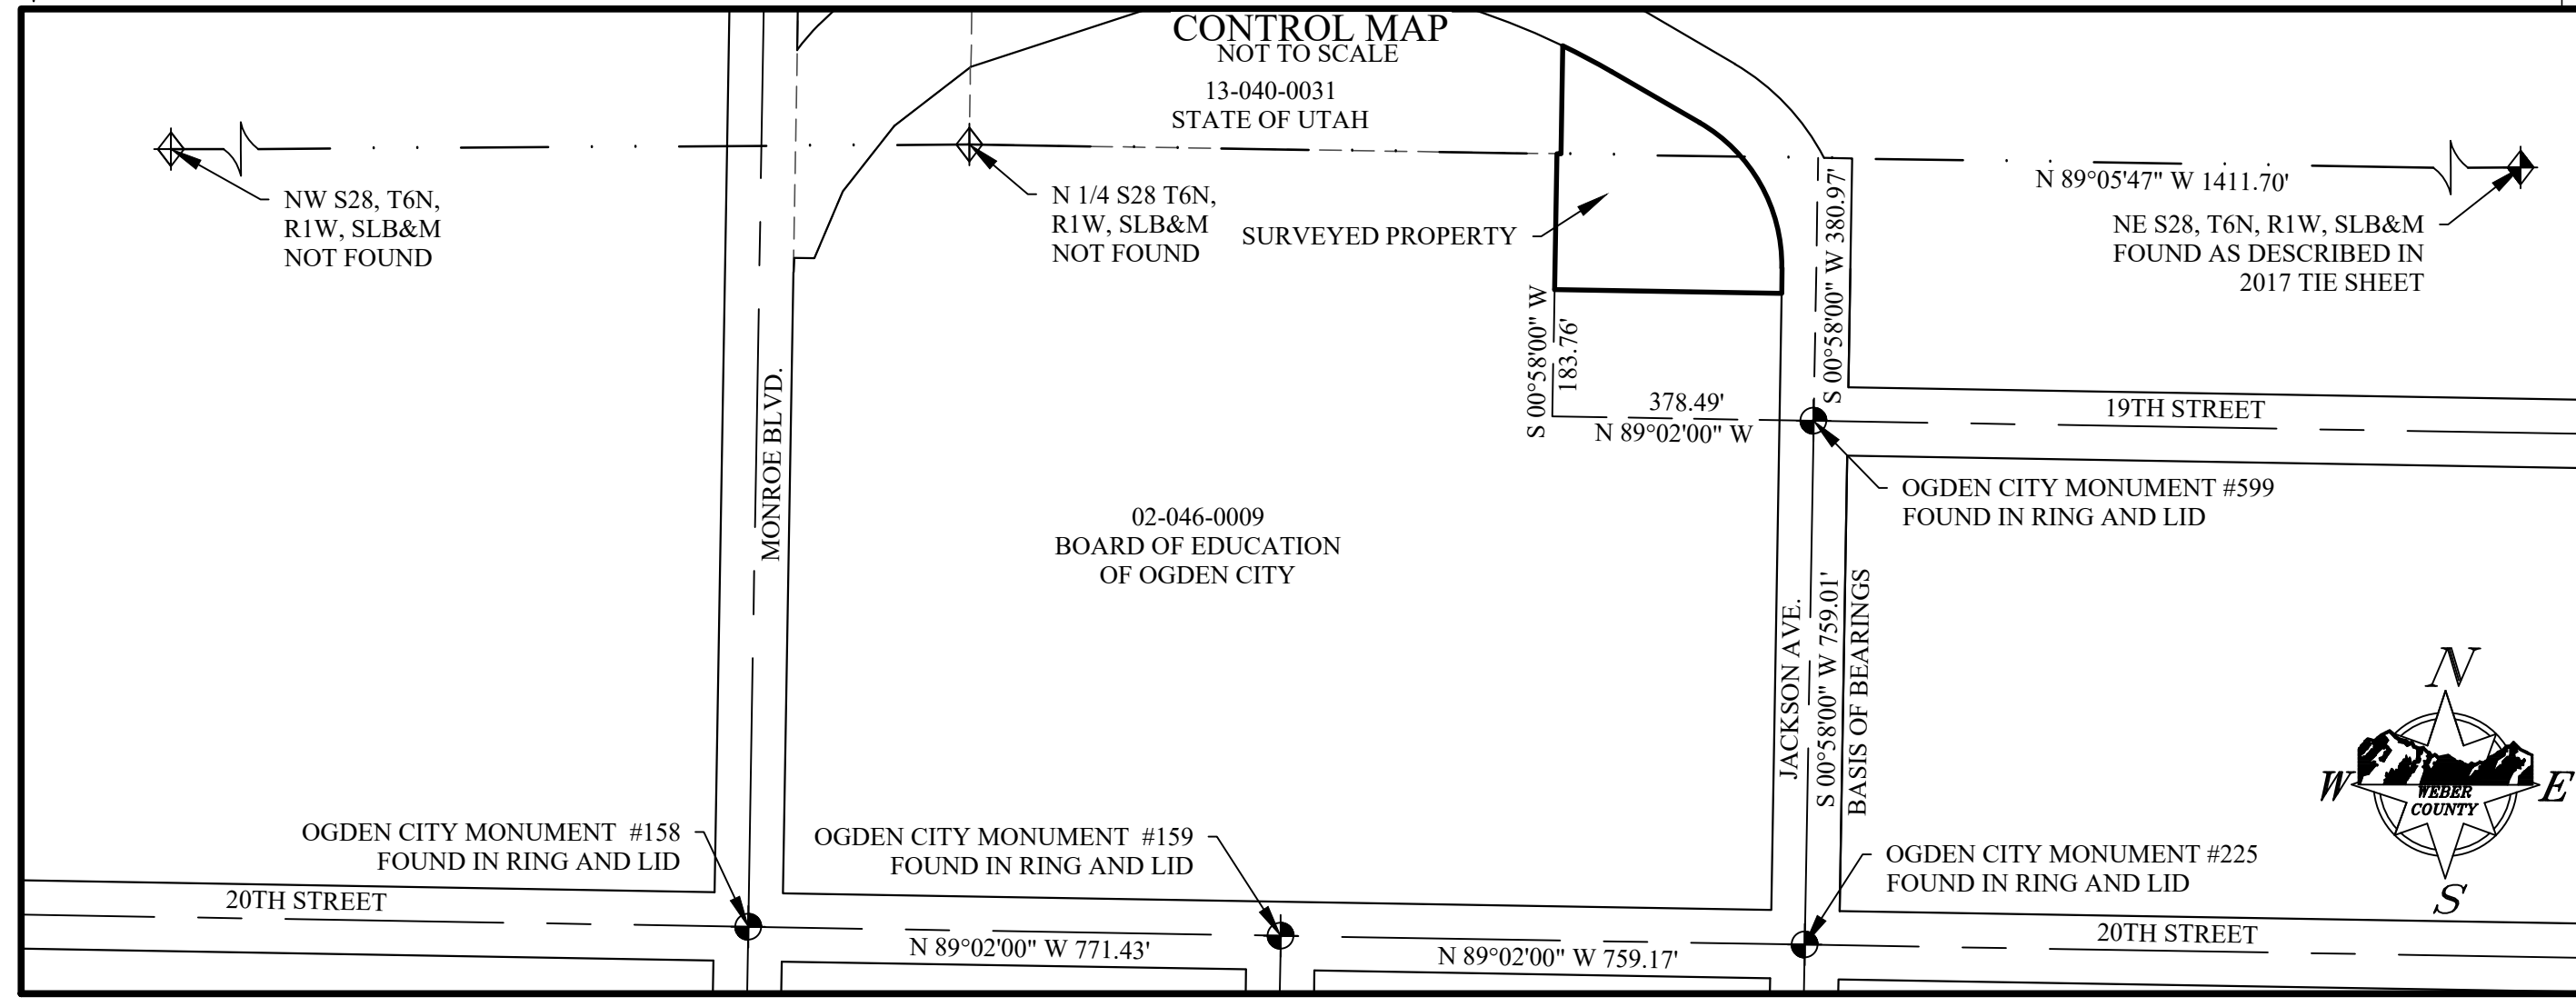 CONTROL MAP
NOT TO SCALE
13-040-0031
STATE OF UTAH
NW S28, T6N,
R1W, SLB&M
NOT FOUND
N 1/4 S28 T6N,
R1W, SLB&M
NOT FOUND
SURVEYED PROPERTY
N 89°05'47" W 1411.70'
NE S28, T6N, R1W, SLB&M
FOUND AS DESCRIBED IN
2017 TIE SHEET
S 00°58'00" W 380.97'
S 00°58'00" W
183.76'
378.49'
N 89°02'00" W
19TH STREET
MONROE BLVD.
OGDEN CITY MONUMENT #599
FOUND IN RING AND LID
02-046-0009
BOARD OF EDUCATION
OF OGDEN CITY
JACKSON AVE.
S 00°58'00" W 759.01'
BASIS OF BEARINGS
N
W
E
S
WEBER
COUNTY
OGDEN CITY MONUMENT #158
FOUND IN RING AND LID
OGDEN CITY MONUMENT #159
FOUND IN RING AND LID
OGDEN CITY MONUMENT #225
FOUND IN RING AND LID
20TH STREET
N 89°02'00" W 771.43'
N 89°02'00" W 759.17'
20TH STREET